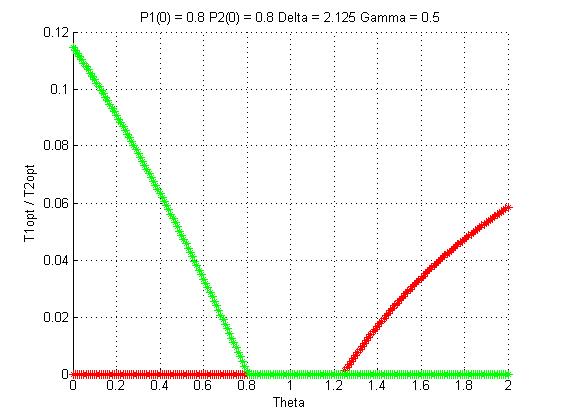 P1(0) = 0.8 P2(0) = 0.8 Delta = 2.125 Gamma = 0.5
0.12
0.1
0.08
0.06
0.04
0.02
0
T1opt / T2opt
0 0.2 0.4 0.6 0.8 1 1.2 1.4 1.6 1.8 2
Theta